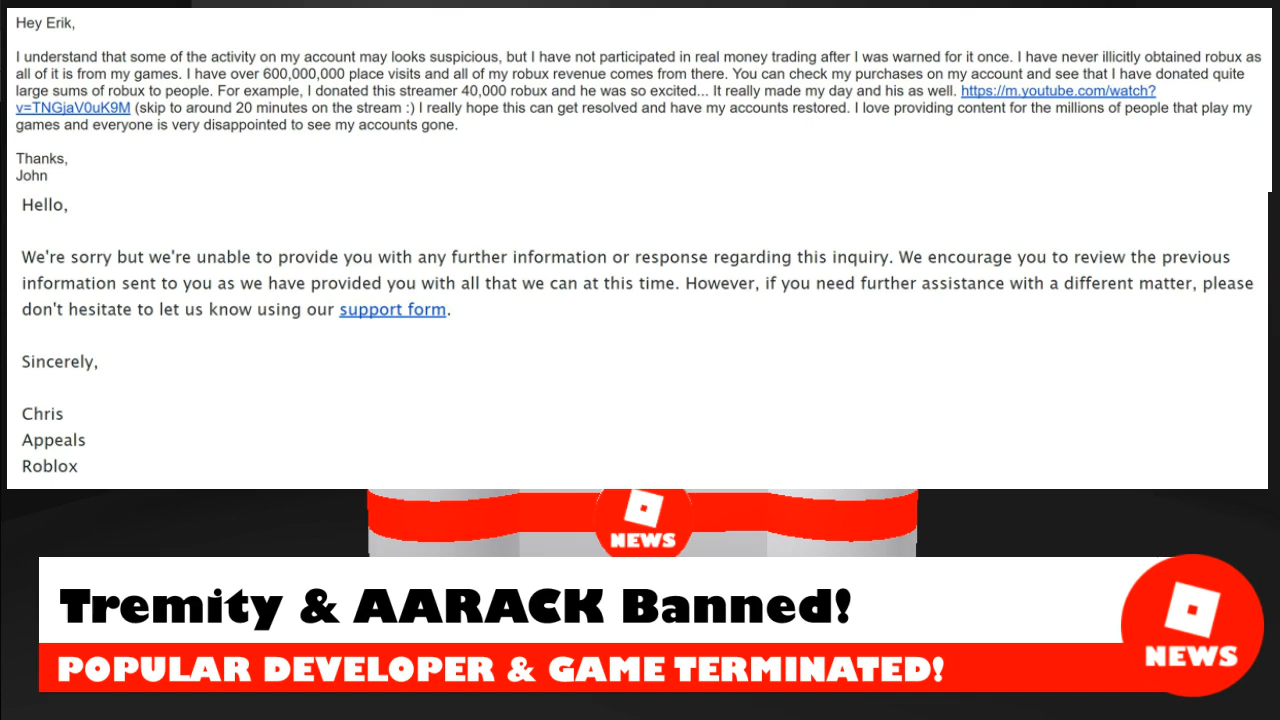 Hey Erik,
I understand that some of the activity on my account may looks suspicious, but I have not participated in real money trading after I was warned for it once. I have never illicitly obtained robux as
all of it is from my games. I have over 600,000,000 place visits and all of my robux revenue comes from there. You can check my purchases on my account and see that I have donated quite
large sums of robux to people. For example, I donated this streamer 40,000 robux and he was so excited... It really made my day and his as well. https://m.youtube.com/watch?
v=TNGjaV0uK9M (skip to around 20 minutes on the stream :) I really hope this can get resolved and have my accounts restored. I love providing content for the millions of people that play my
games and everyone is very disappointed to see my accounts gone.
Thanks,
John
Hello,
We're sorry but we're unable to provide you with any further information or response regarding this inquiry. We encourage you to review the previous
information sent to you as we have provided you with all that we can at this time. However, if you need further assistance with a different matter, please
don't hesitate to let us know using our support form.
Sincerely,
Chris
Appeals
Roblox
NEWS
Tremity & AARACK Banned!
POPULAR DEVELOPER & GAME TERMINATED!
NEWS